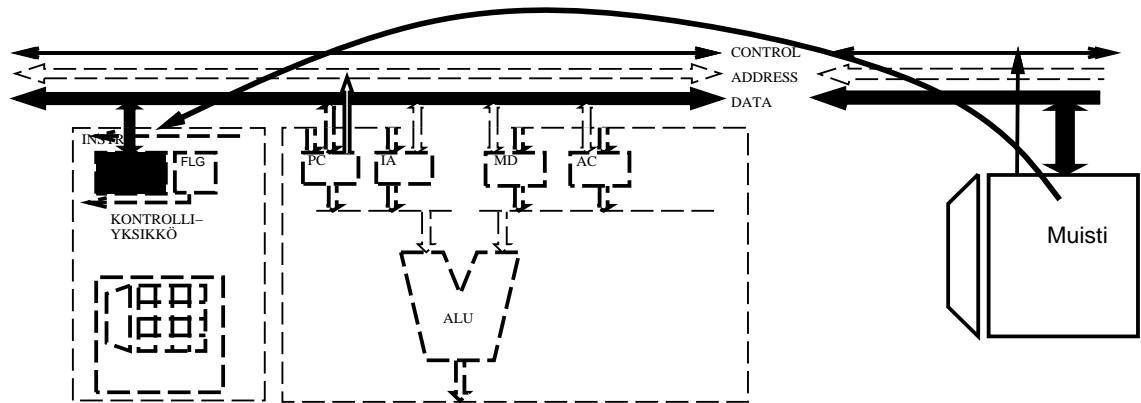 CONTROL
ADDRESS
DATA
INSTR
FLG
PC
IA
MD
AC
KONTROLLI–
YKSIKKÖ
Muisti
ALU